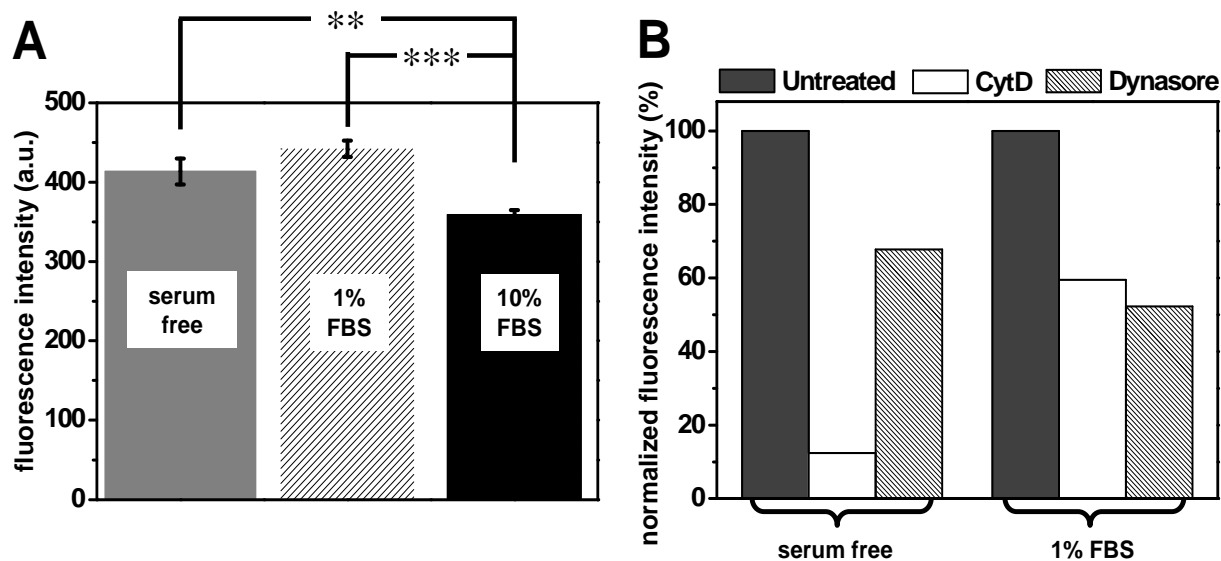 A
**
***
fluorescence intensity (a.u.)
500
400
300
200
100
0
serum
free
1%
FBS
10%
FBS
B
Untreated CytD Dynasore
normalized fluorescence intensity (%)
100
80
60
40
20
0
serum free
1% FBS